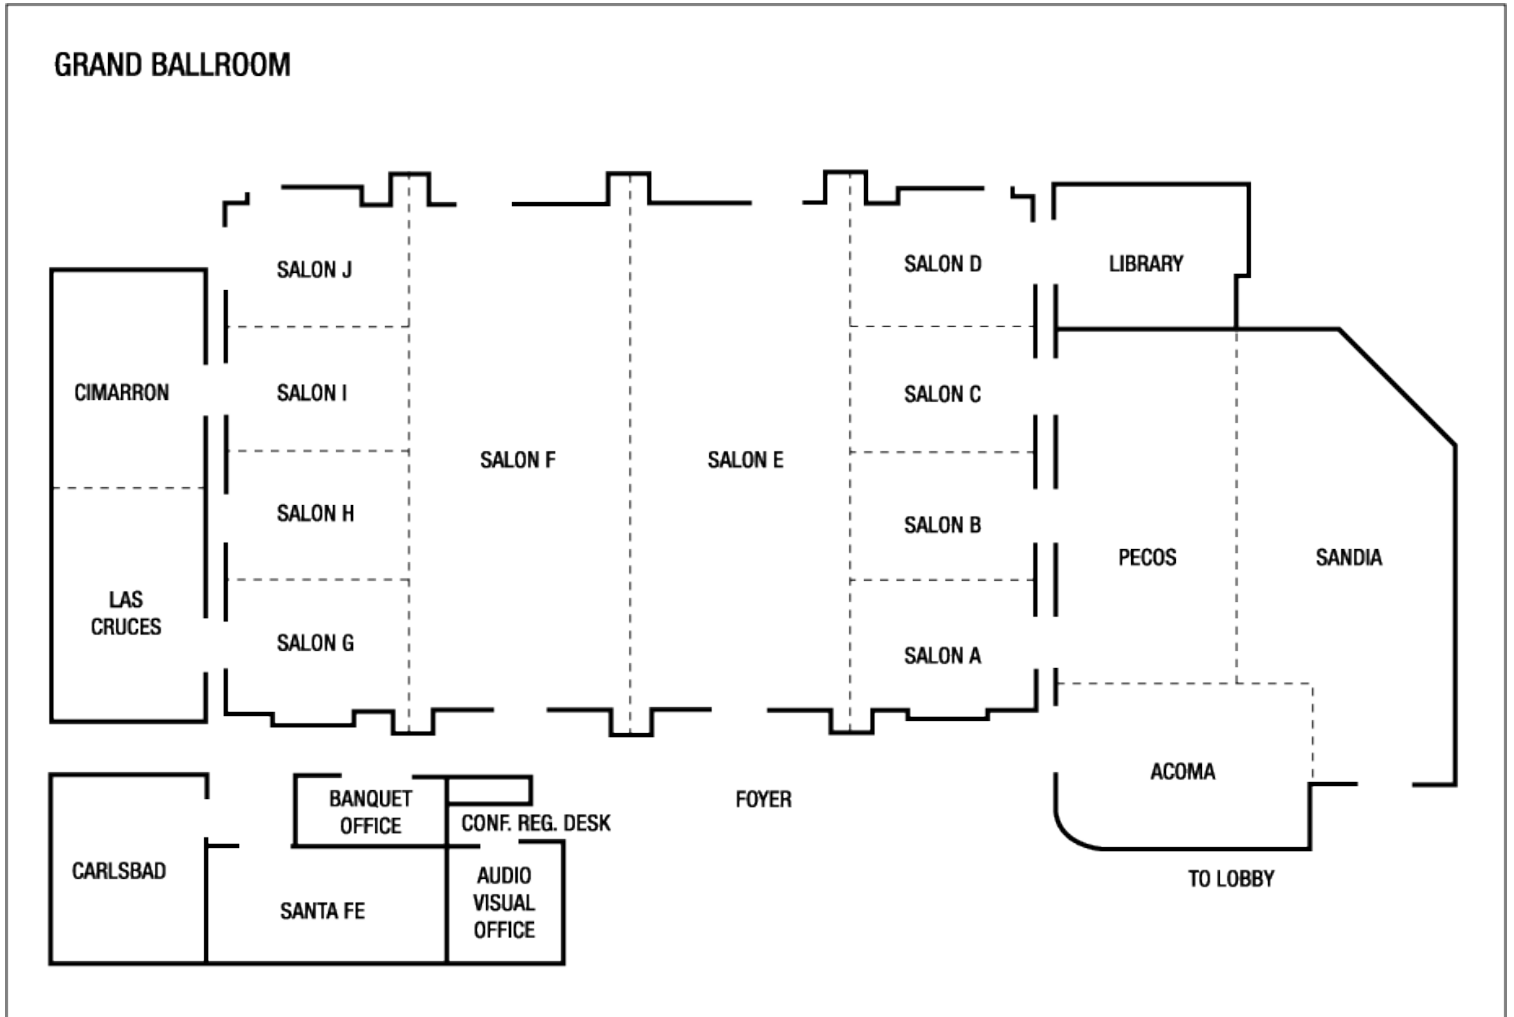 GRAND BALLROOM
SALON J
SALON D
LIBRARY
CIMARRON
SALON I
SALON C
SALON F
SALON E
SALON H
SALON B
PECOS
SANDIA
LAS
CRUCES
SALON G
SALON A
ACOMA
BANQUET
OFFICE
FOYER
CONF. REG. DESK
CARLSBAD
AUDIO
VISUAL
OFFICE
SANTA FE
TO LOBBY